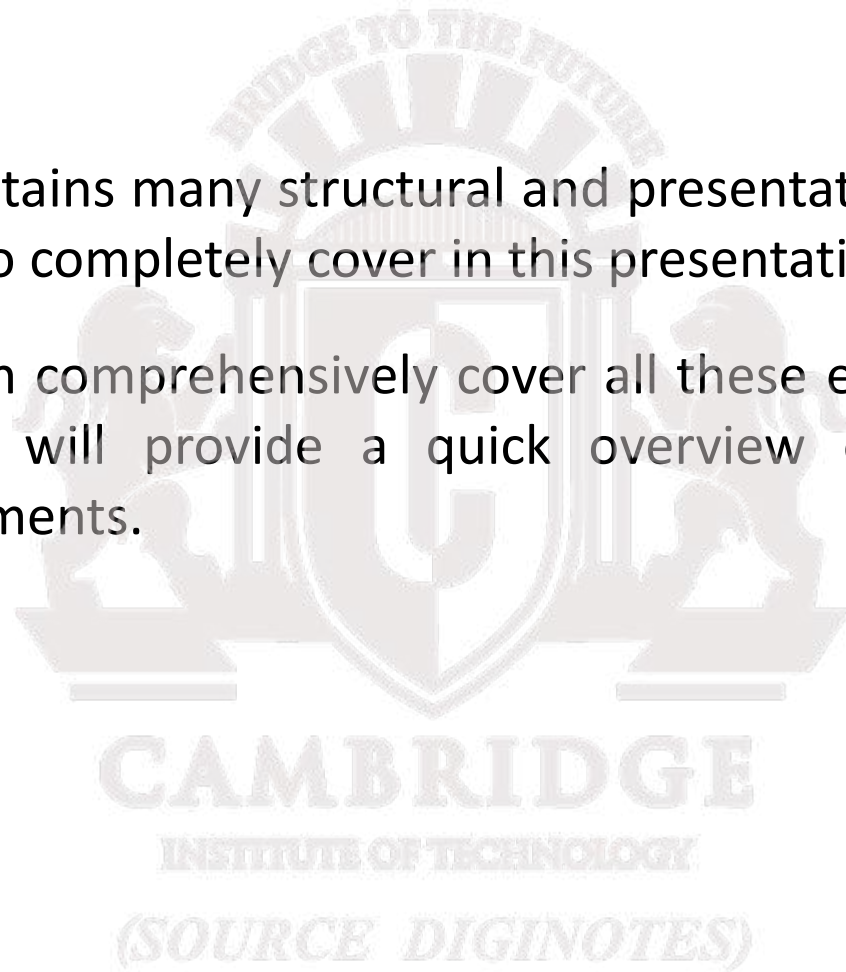 BRIDGE TO THE FUTURE
tains many structural and presentat
o completely cover in this presentati
n comprehensively cover all these e
will provide a quick overview
ments.
C
CAMBRIDGE
INSTITUTE OF TECHNOLOGY
(SOURCE DIGINOTES)